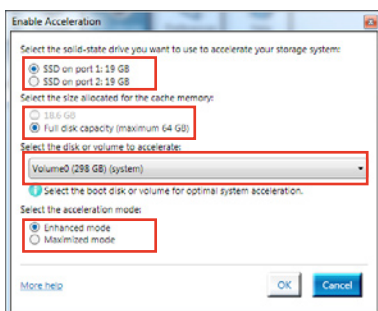 Enable Acceleration
Select the solid-state drive you want to use to accelerate your storage system:
SSD on port 1: 19 GB
SSD on port 2: 19 GB
Select the size allocated for the cache memory:
18.6 GB
Full disk capacity (maximum 64 GB)
Select the disk or volume to accelerate:
Volume0 (298 GB) (system)
Select the boot disk or volume for optimal system acceleration.
Select the acceleration mode:
Enhanced mode
Maximized mode
More help
OK
Cancel